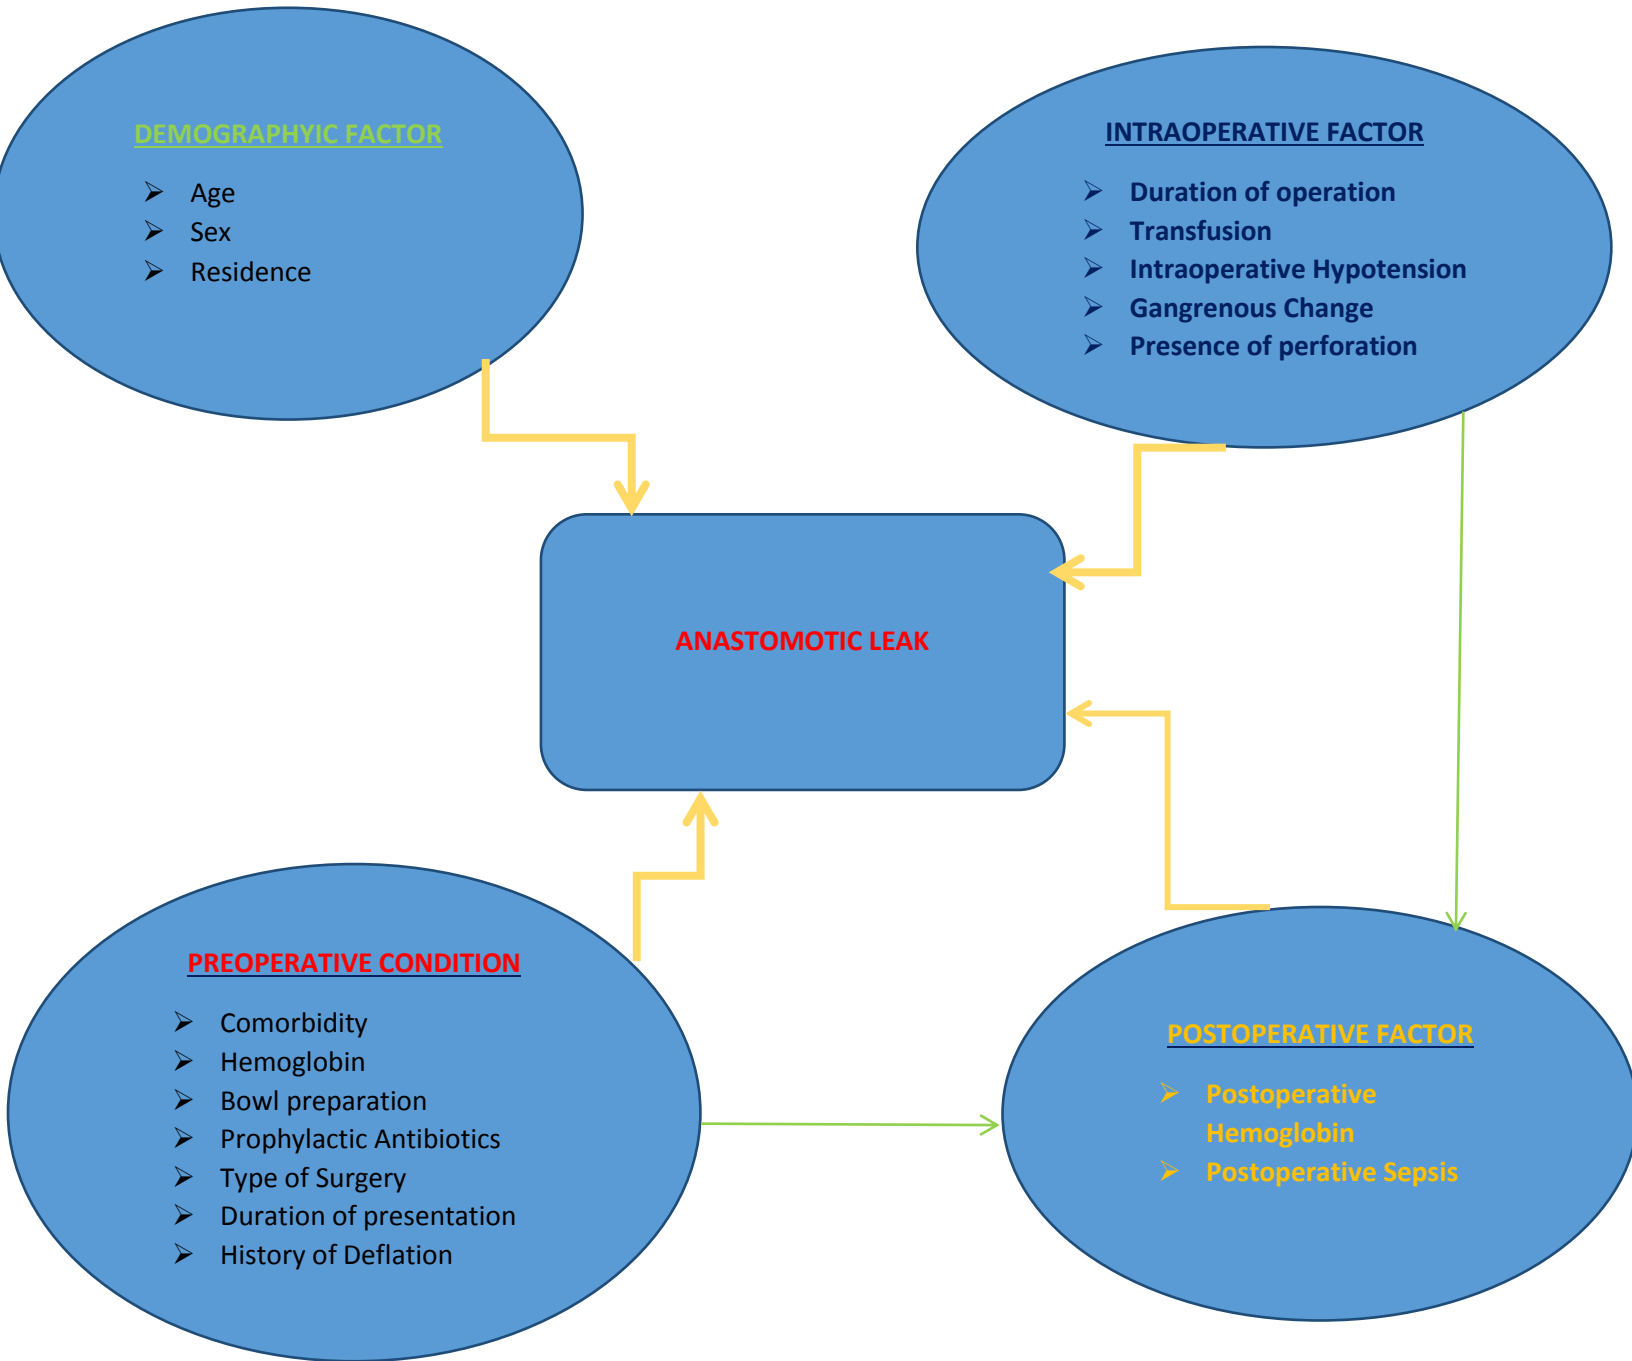 DEMOGRAPHYIC FACTOR
➢ Age
➢ Sex
➢ Residence
INTRAOPERATIVE FACTOR
➢ Duration of operation
➢ Transfusion
➢ Intraoperative Hypotension
➢ Gangrenous Change
➢ Presence of perforation
ANASTOMOTIC LEAK
PREOPERATIVE CONDITION
➢ Comorbidity
➢ Hemoglobin
➢ Bowl preparation
➢ Prophylactic Antibiotics
➢ Type of Surgery
➢ Duration of presentation
➢ History of Deflation
POSTOPERATIVE FACTOR
➢ Postoperative
Hemoglobin
➢ Postoperative Sepsis